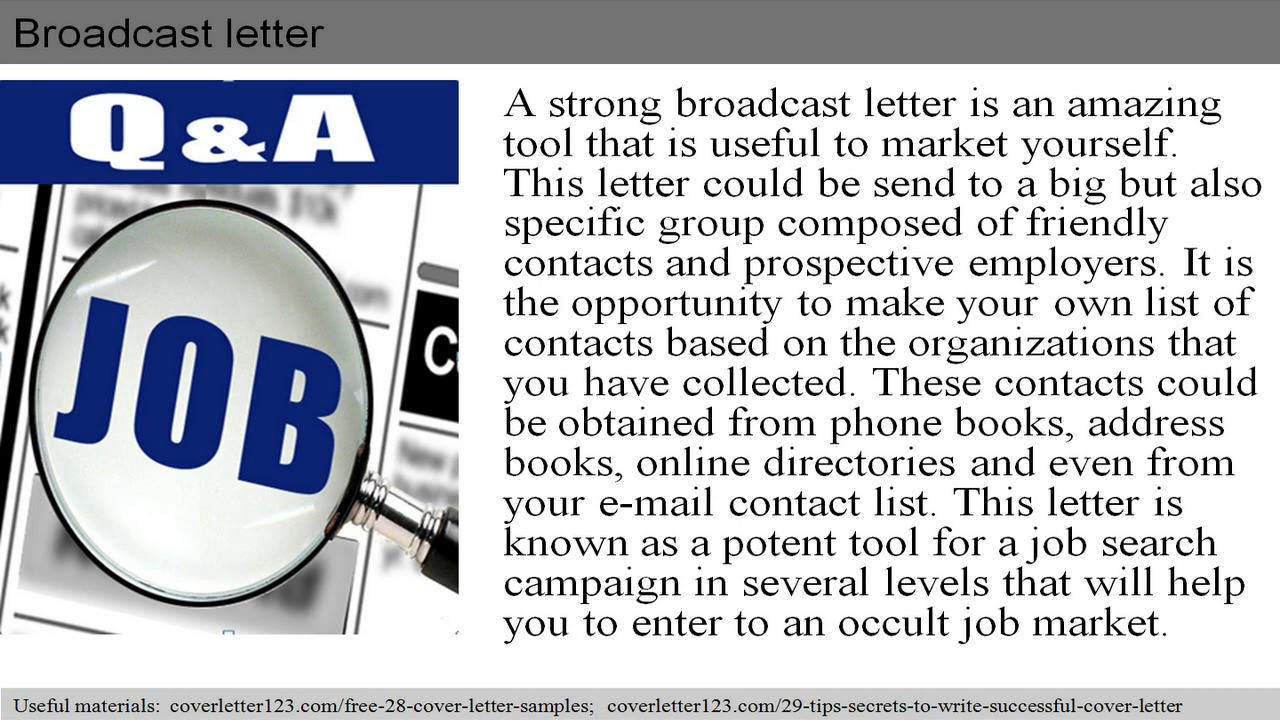 Broadcast letter
Q & A
JOB
A strong broadcast letter is an amazing
tool that is useful to market yourself.
This letter could be send to a big but also
specific group composed of friendly
contacts and prospective employers. It is
the opportunity to make your own list of
contacts based on the organizations that
you have collected. These contacts could
be obtained from phone books, address
books, online directories and even from
your e-mail contact list. This letter is
known as a potent tool for a job search
campaign in several levels that will help
you to enter to an occult job market.
Useful materials: coverletter123.com/free-28-cover-letter-samples; coverletter123.com/29-tips-secrets-to-write-successful-cover-letter